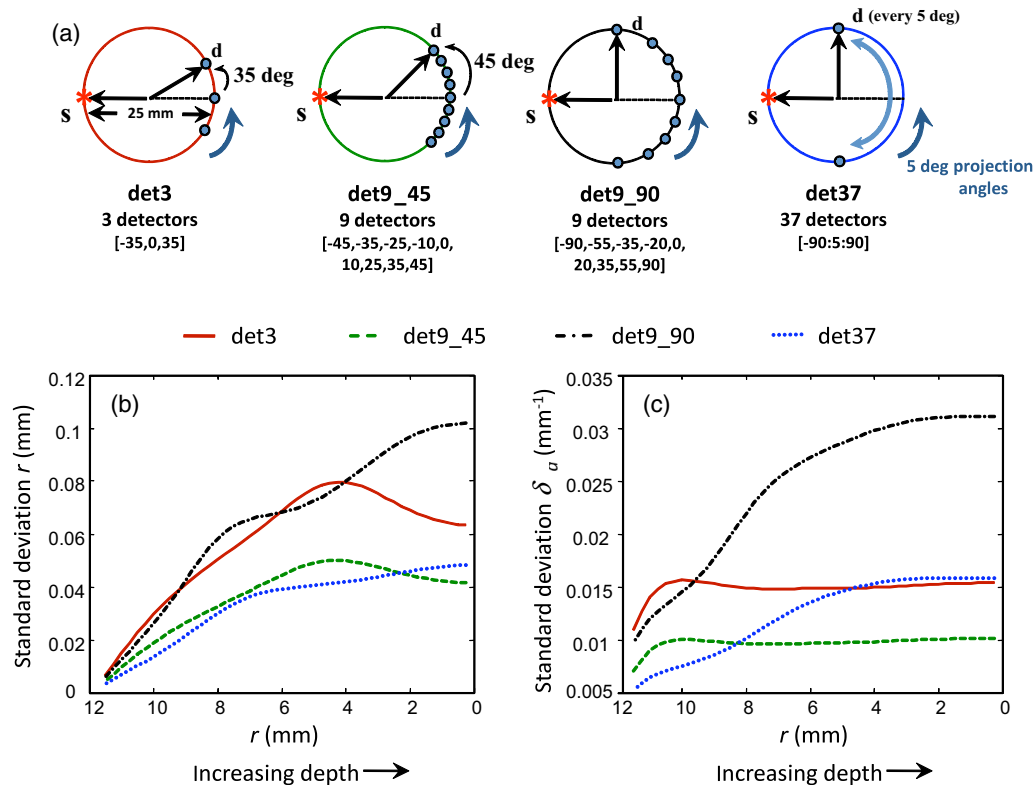 (a)
d
35 deg
s
25 mm
det3
3 detectors
[-35,0,35]
d
45 deg
s
det9_45
9 detectors
[-45,-35,-25,-10,0,
10,25,35,45]
d
s
det9_90
9 detectors
[-90,-55,-35,-20,0,
20,35,55,90]
d (every 5 deg)
s
5 deg projection
angles
det37
37 detectors
[-90:5:90]
det3
det9_45
det9_90
det37
(b)
Standard deviation r (mm)
0.12
0.1
0.08
0.06
0.04
0.02
0
12
10
8
6
4
2
0
r (mm)
Increasing depth
(c)
Standard deviation δ a (mm-1)
0.035
0.03
0.025
0.02
0.015
0.01
0.005
12
10
8
6
4
2
0
r (mm)
Increasing depth